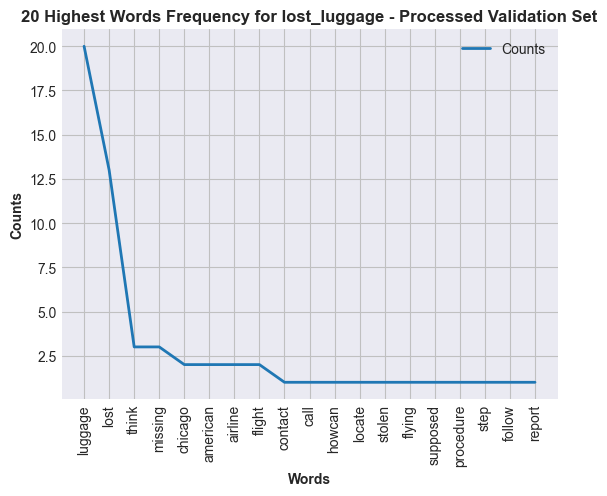 20 Highest Words Frequency for lost_luggage - Processed Validation Set
Counts
20.0
17.5
15.0
12.5
10.0
7.5
5.0
2.5
Counts
luggage
lost
think
missing
chicago
american
airline
flight
contact
call
howcan
locate
stolen
flying
supposed
procedure
step
follow
report
Words